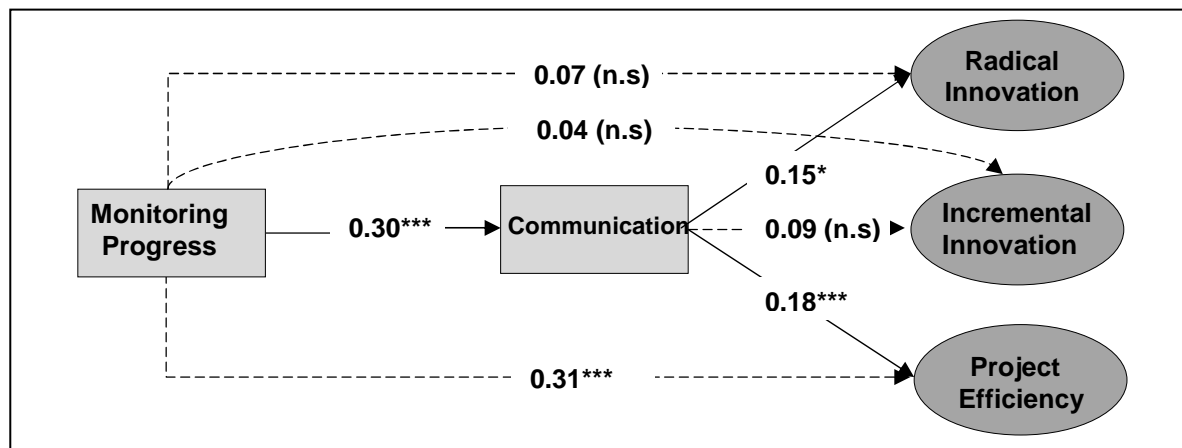 Radical
Innovation
0.07 (n.s)
0.04 (n.s)
0.15*
Monitoring
Progress
0.30***
Communication
0.09 (n.s)
Incremental
Innovation
0.18***
0.31***
Project
Efficiency